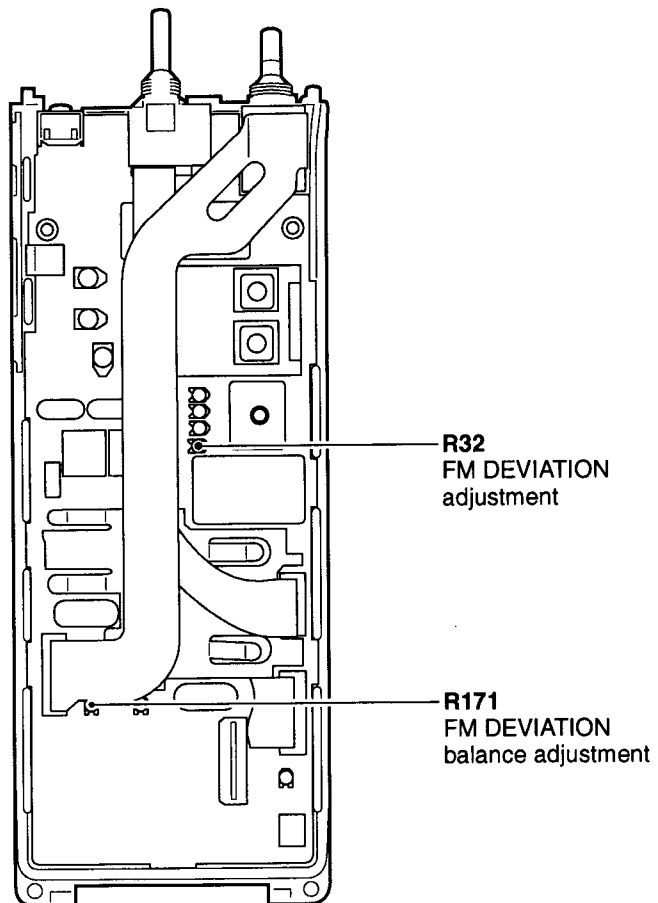 R32
FM DEVIATION
adjustment
R171
FM DEVIATION
balance adjustment